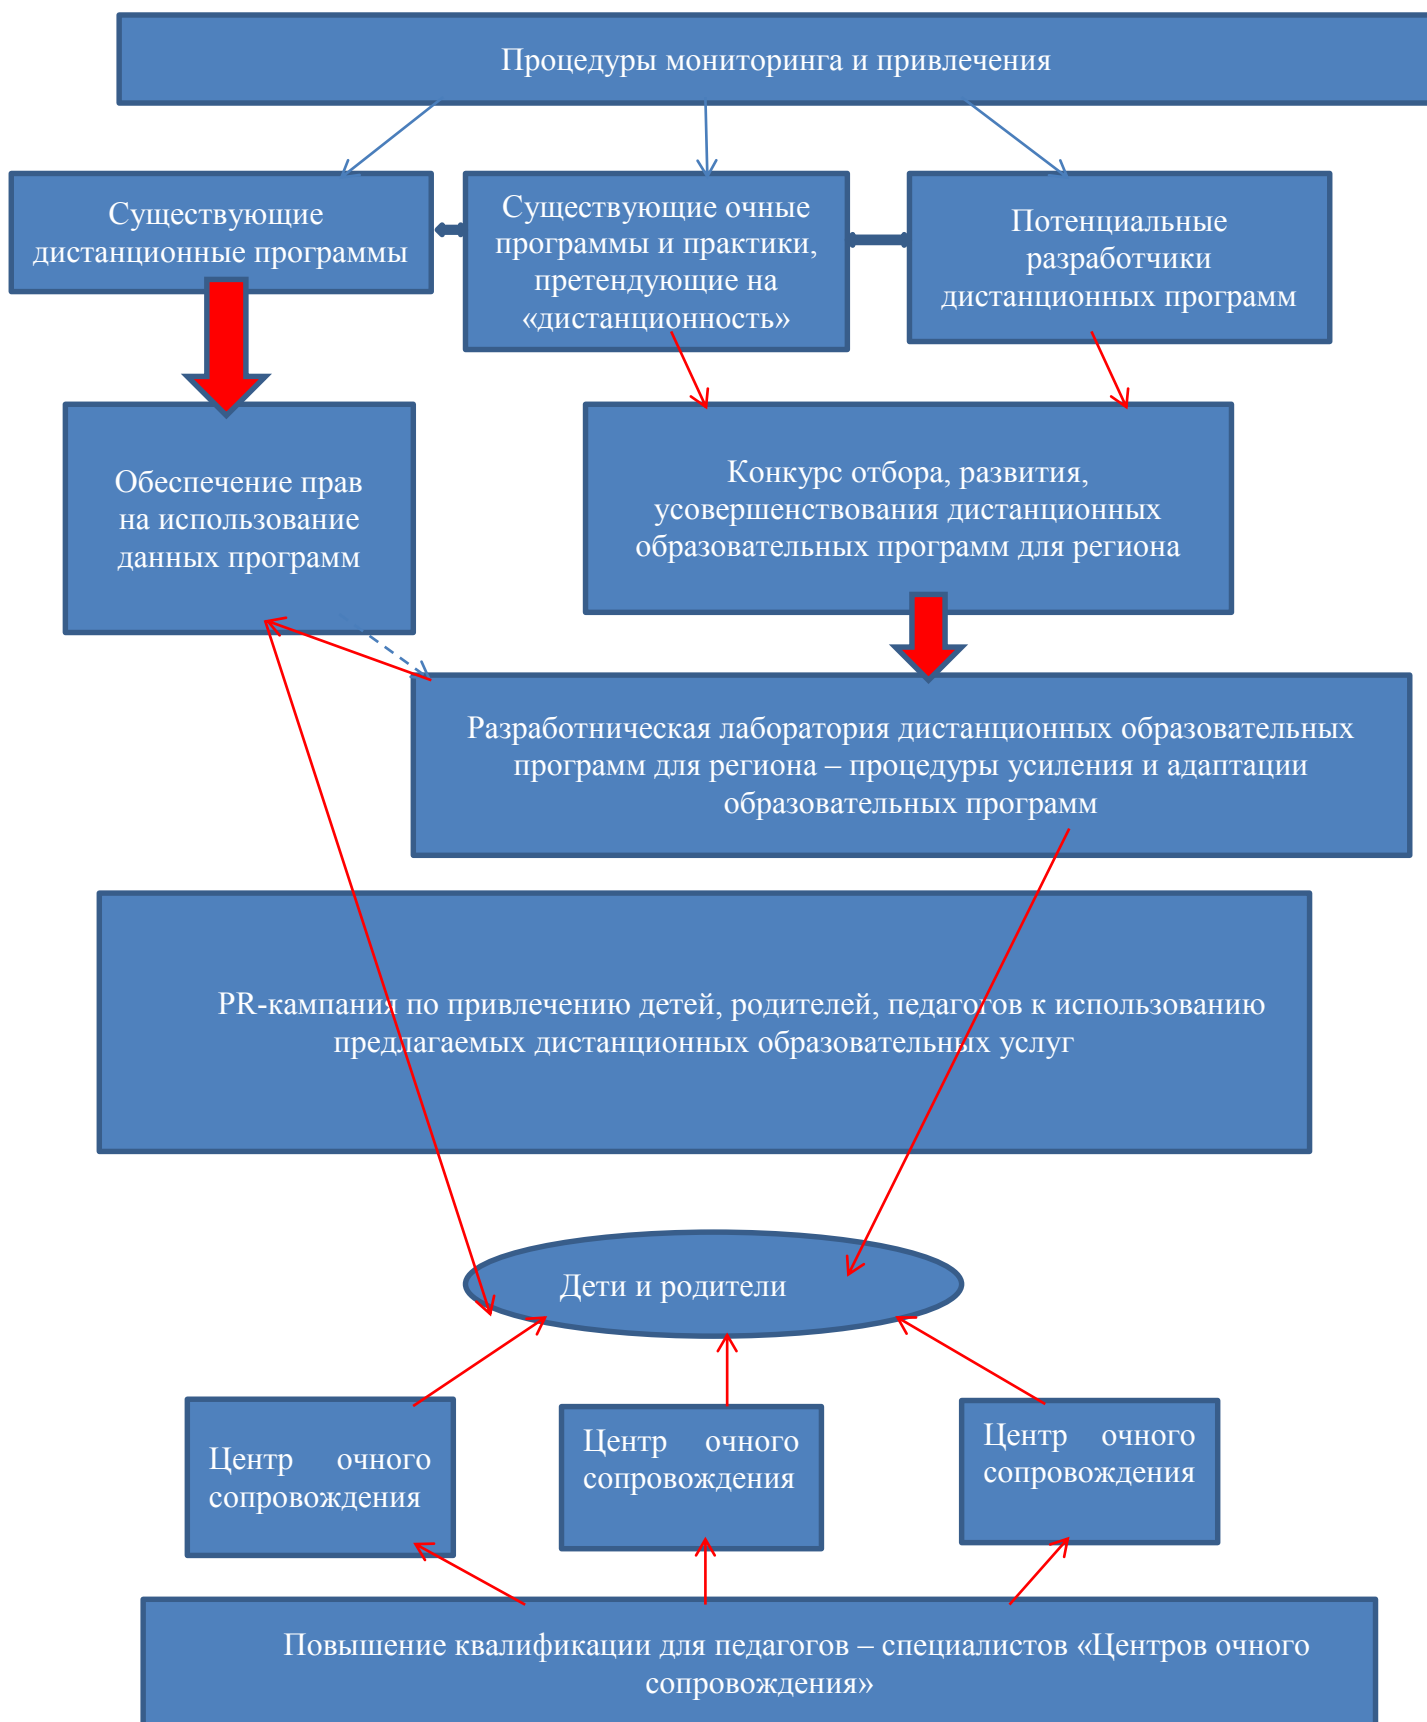 Процедуры мониторинга и привлечения
Существующие
дистанционные программы
Существующие очные
программы и практики,
претендующие на
«дистанционность»
Потенциальные
разработчики
дистанционных программ
Обеспечение прав
на использование
данных программ
Конкурс отбора, развития,
усовершенствования дистанционных
образовательных программ для региона
Разработническая лаборатория дистанционных образовательных
программ для региона – процедуры усиления и адаптации
образовательных программ
PR-кампания по привлечению детей, родителей, педагогов к использованию
предлагаемых дистанционных образовательных услуг
Дети и родители
Центр очного
сопровождения
Центр очного
сопровождения
Центр очного
сопровождения
Повышение квалификации для педагогов – специалистов «Центров очного
сопровождения»